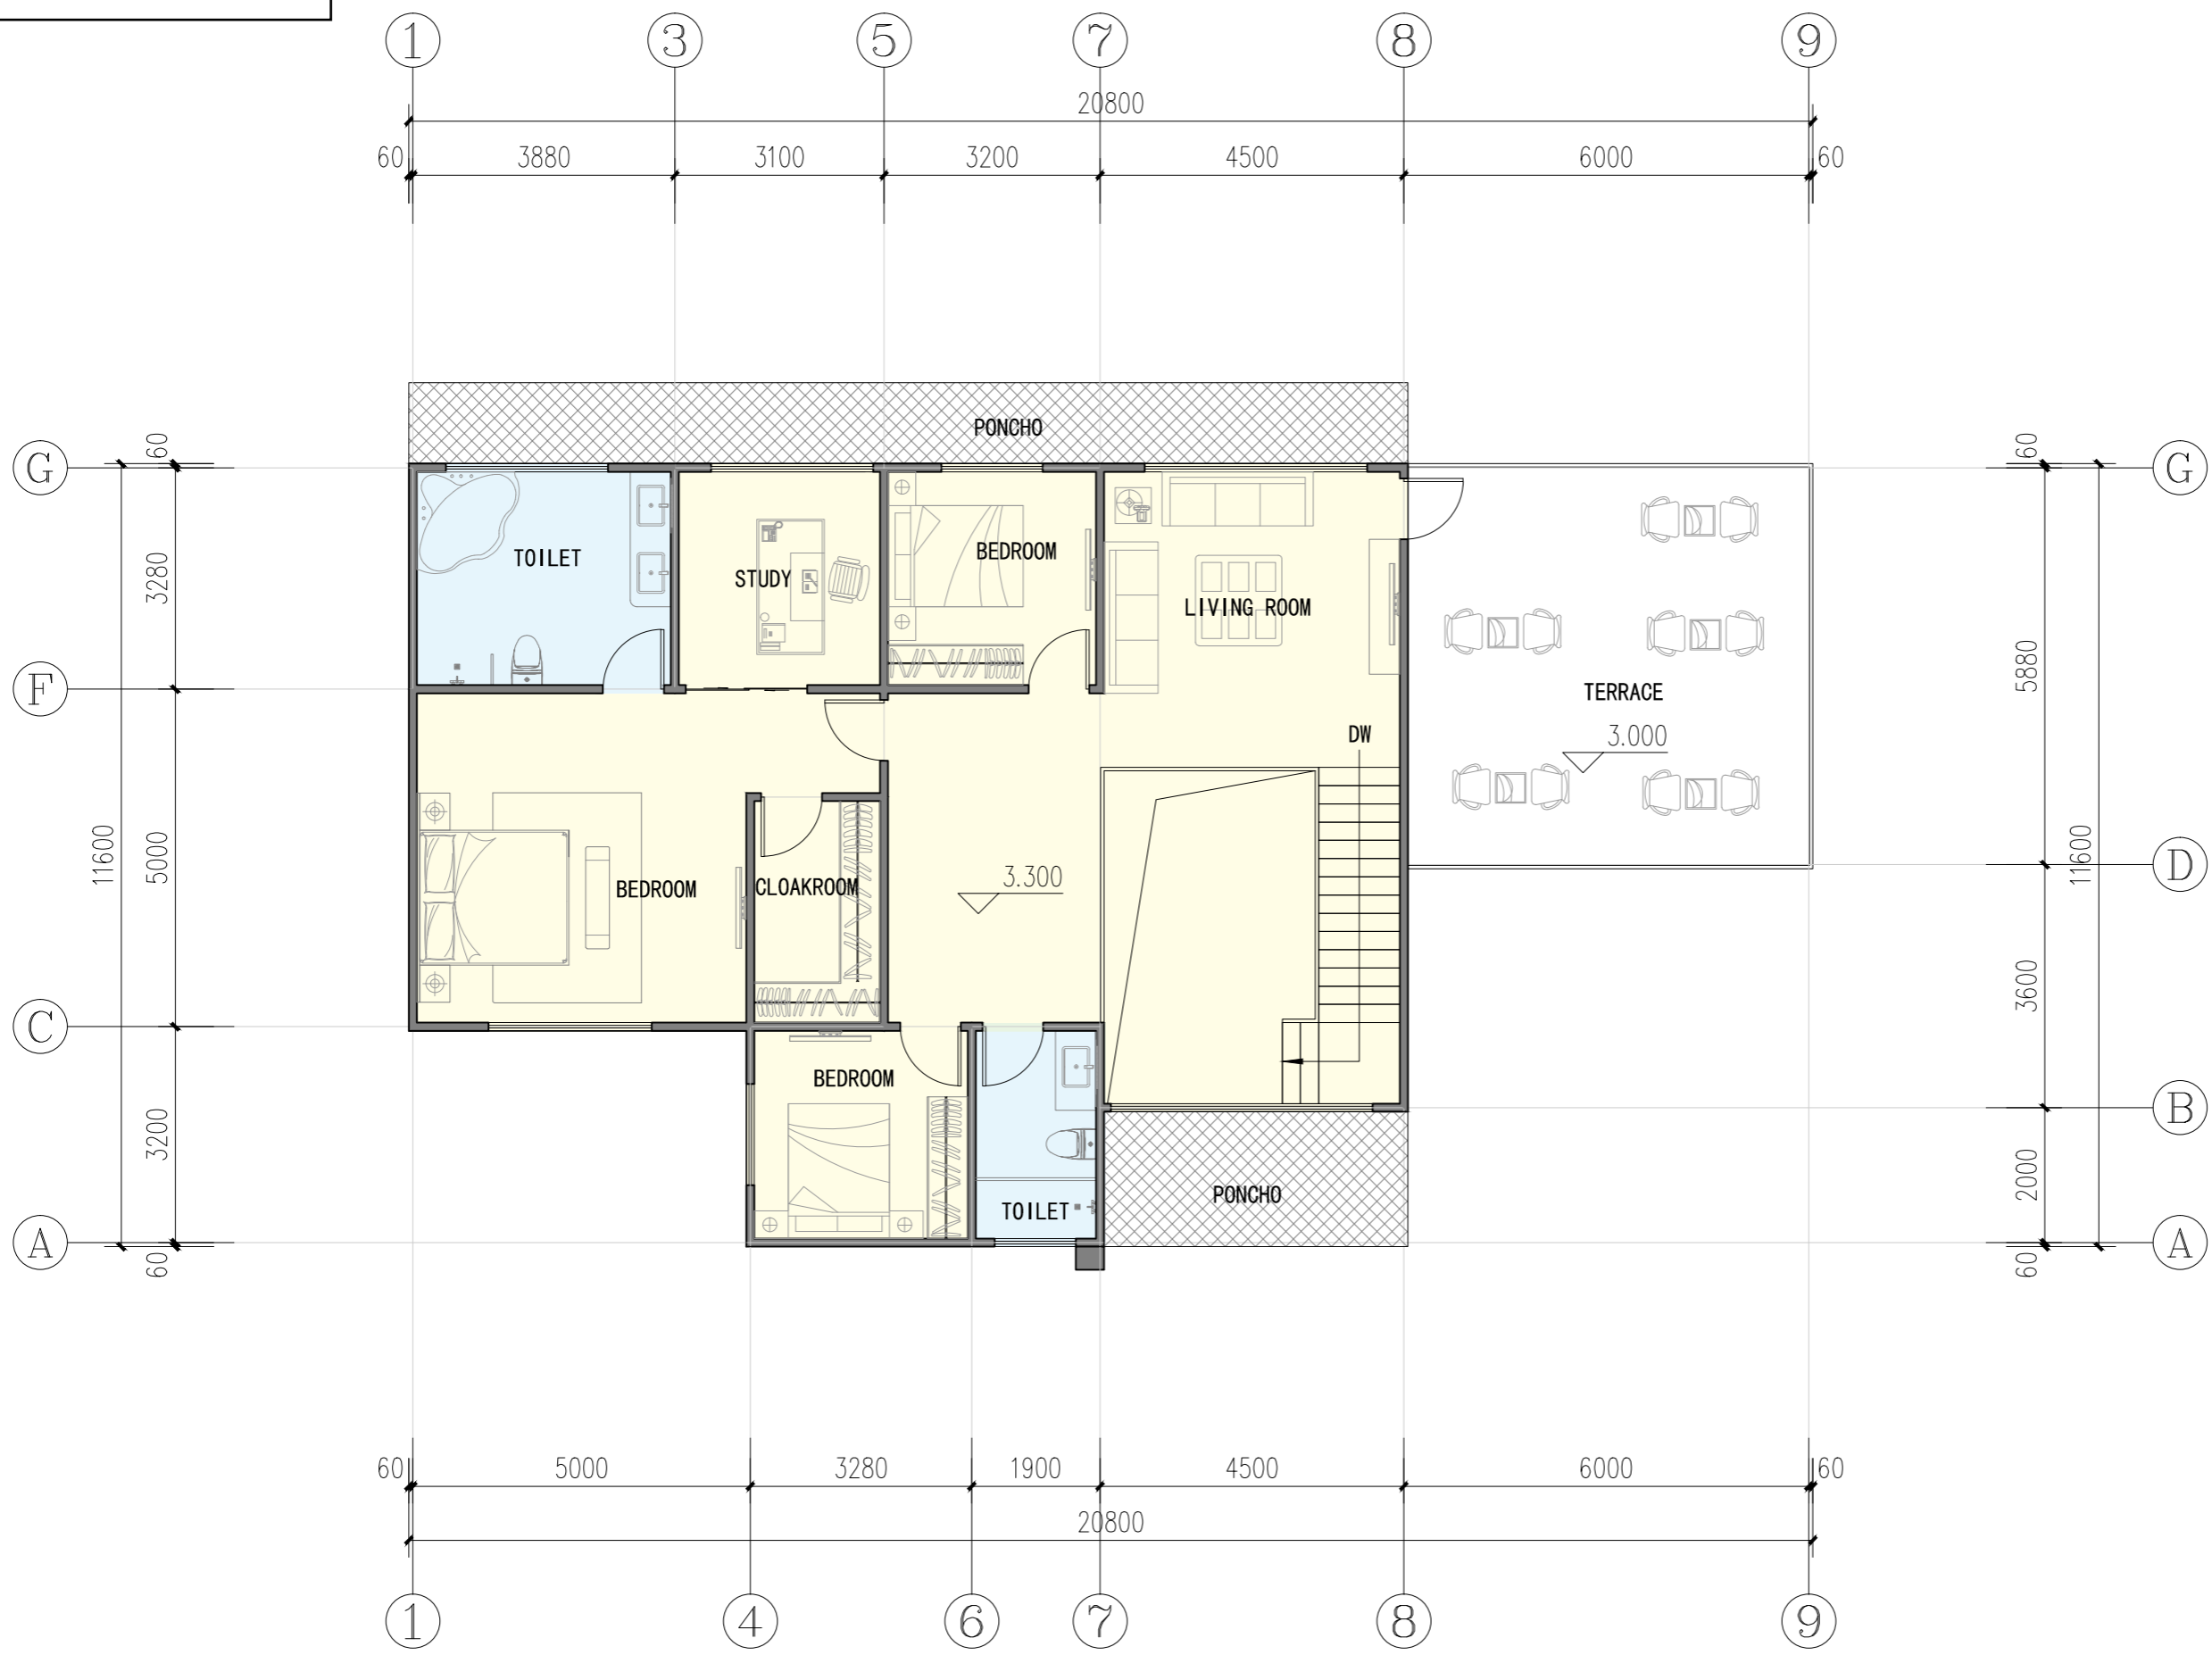 1 3 5 7 8 9
20800
60 3880 3100 3200 4500 6000 60
PONCHO
G 60 60 G
3280
TOILET
BEDROOM
STUDY
LIVING ROOM
F
TERRACE
5880
DW
3.000
11600
5000
BEDROOM
CLOAKROOM
3.300
11600
D
3600
C
BEDROOM
3200
B
TOILET
PONCHO
2000
A 60 60 A
60 5000 3280 1900 4500 6000 60
20800
1 4 6 7 8 9